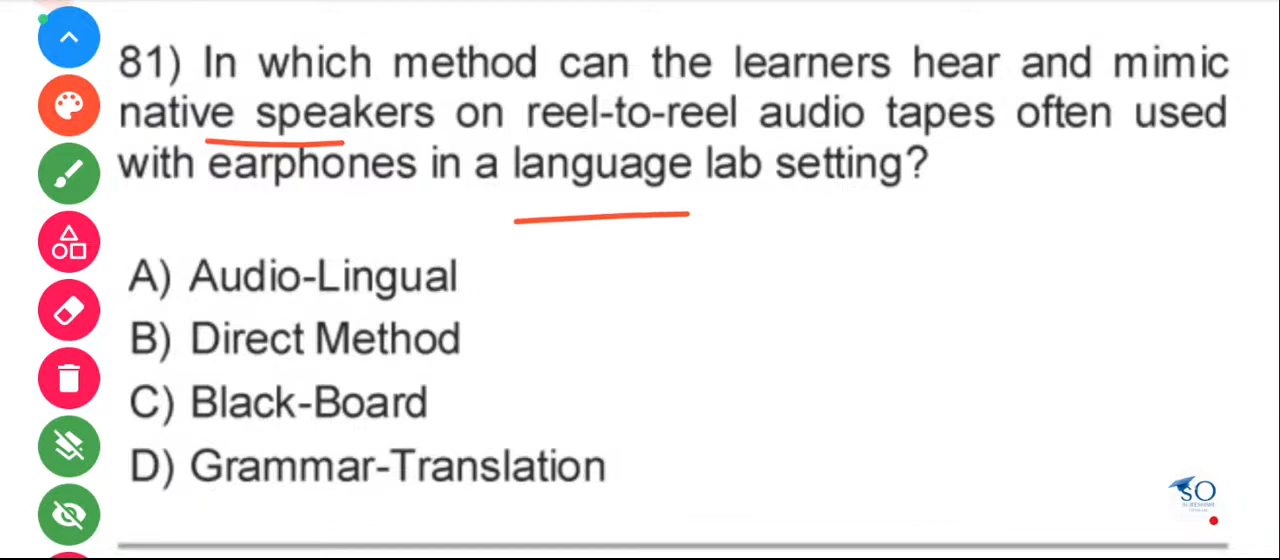 81) In which method can the learners hear and mimic
native speakers on reel-to-reel audio tapes often used
with earphones in a language lab setting?
A) Audio-Lingual
B) Direct Method
C) Black-Board
D) Grammar-Translation
SO